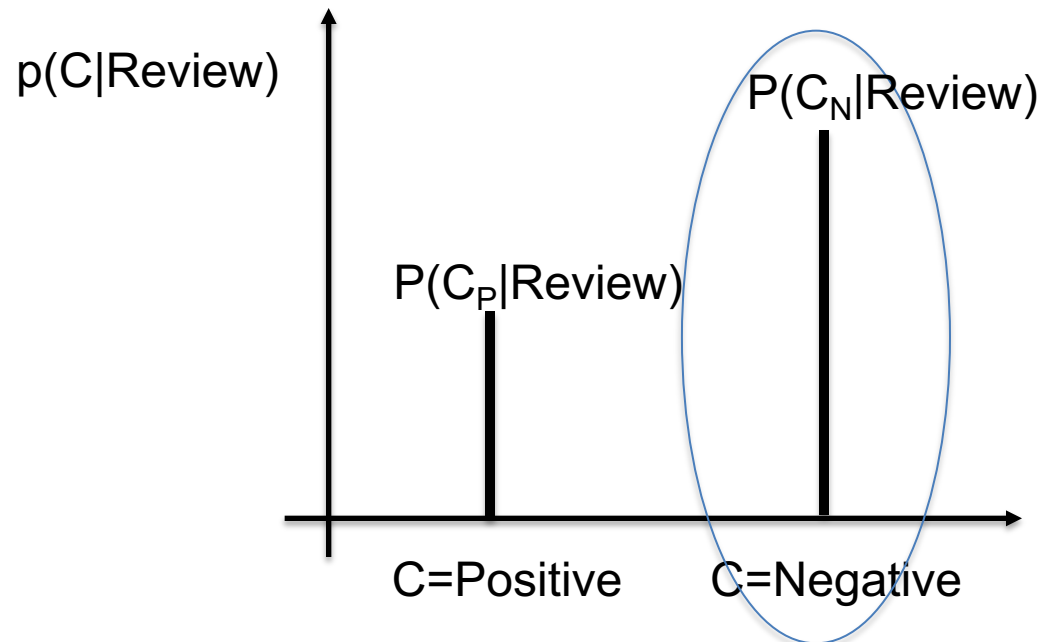 p(C|Review)
P(C_N|Review)
P(C_P|Review)
C=Positive
C=Negative